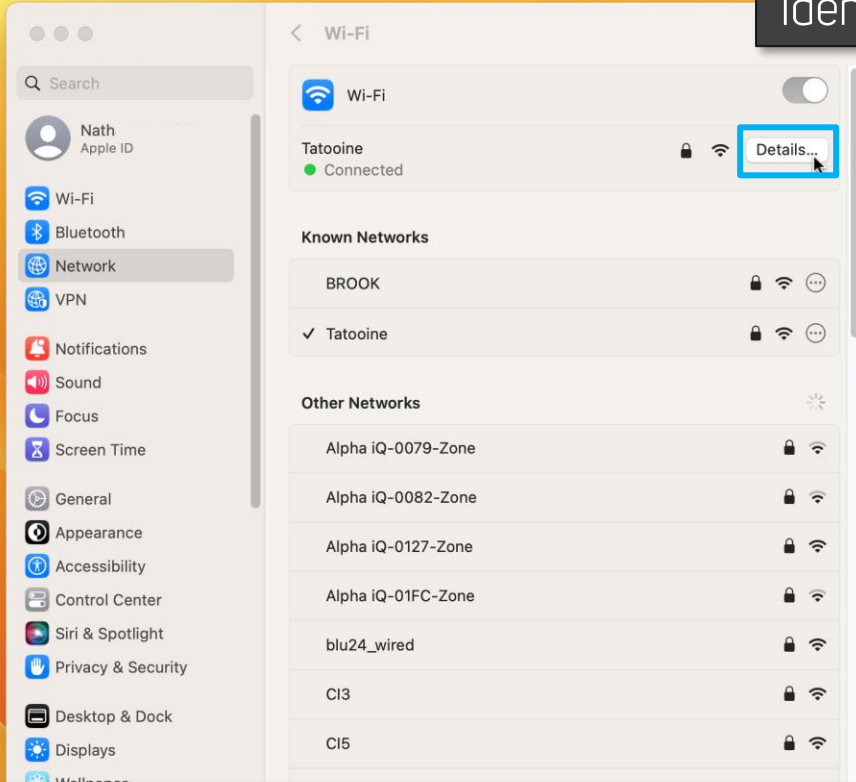 Iden
Wi-Fi
Search
Nath
Apple ID
Wi-Fi
Bluetooth
Network
VPN
Notifications
Sound
Focus
Screen Time
General
Appearance
Accessibility
Control Center
Siri & Spotlight
Privacy & Security
Desktop & Dock
Displays
Wi-Fi
Tatooine
Connected
Details...
Known Networks
BROOK
✓ Tatooine
Other Networks
Alpha iQ-0079-Zone
Alpha iQ-0082-Zone
Alpha iQ-0127-Zone
Alpha iQ-01FC-Zone
blu24_wired
CI3
CI5